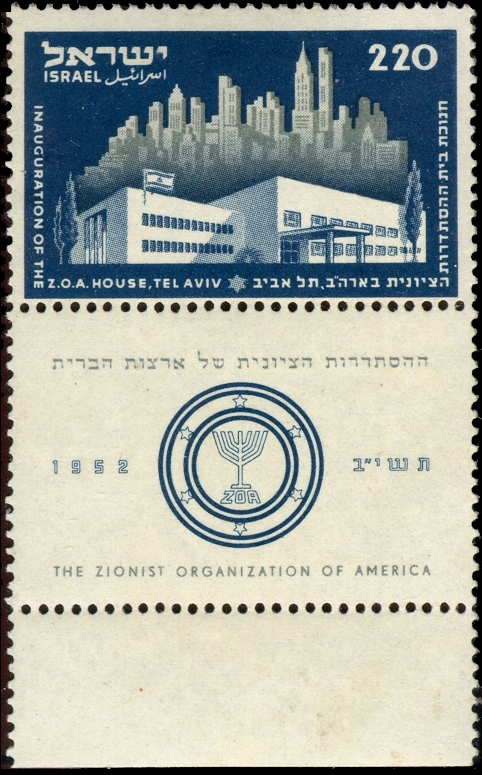 ישראל
ISRAEL اسرائيل
220
INAUGURATION OF THE Z.O.A. HOUSE, TEL AVIV
חנוכת בית ההסתדרות הציונית בארה"ב, תל אביב
ההסתדרות הציונית של ארצות הברית
1952
תשי"ב
ZOA
THE ZIONIST ORGANIZATION OF AMERICA